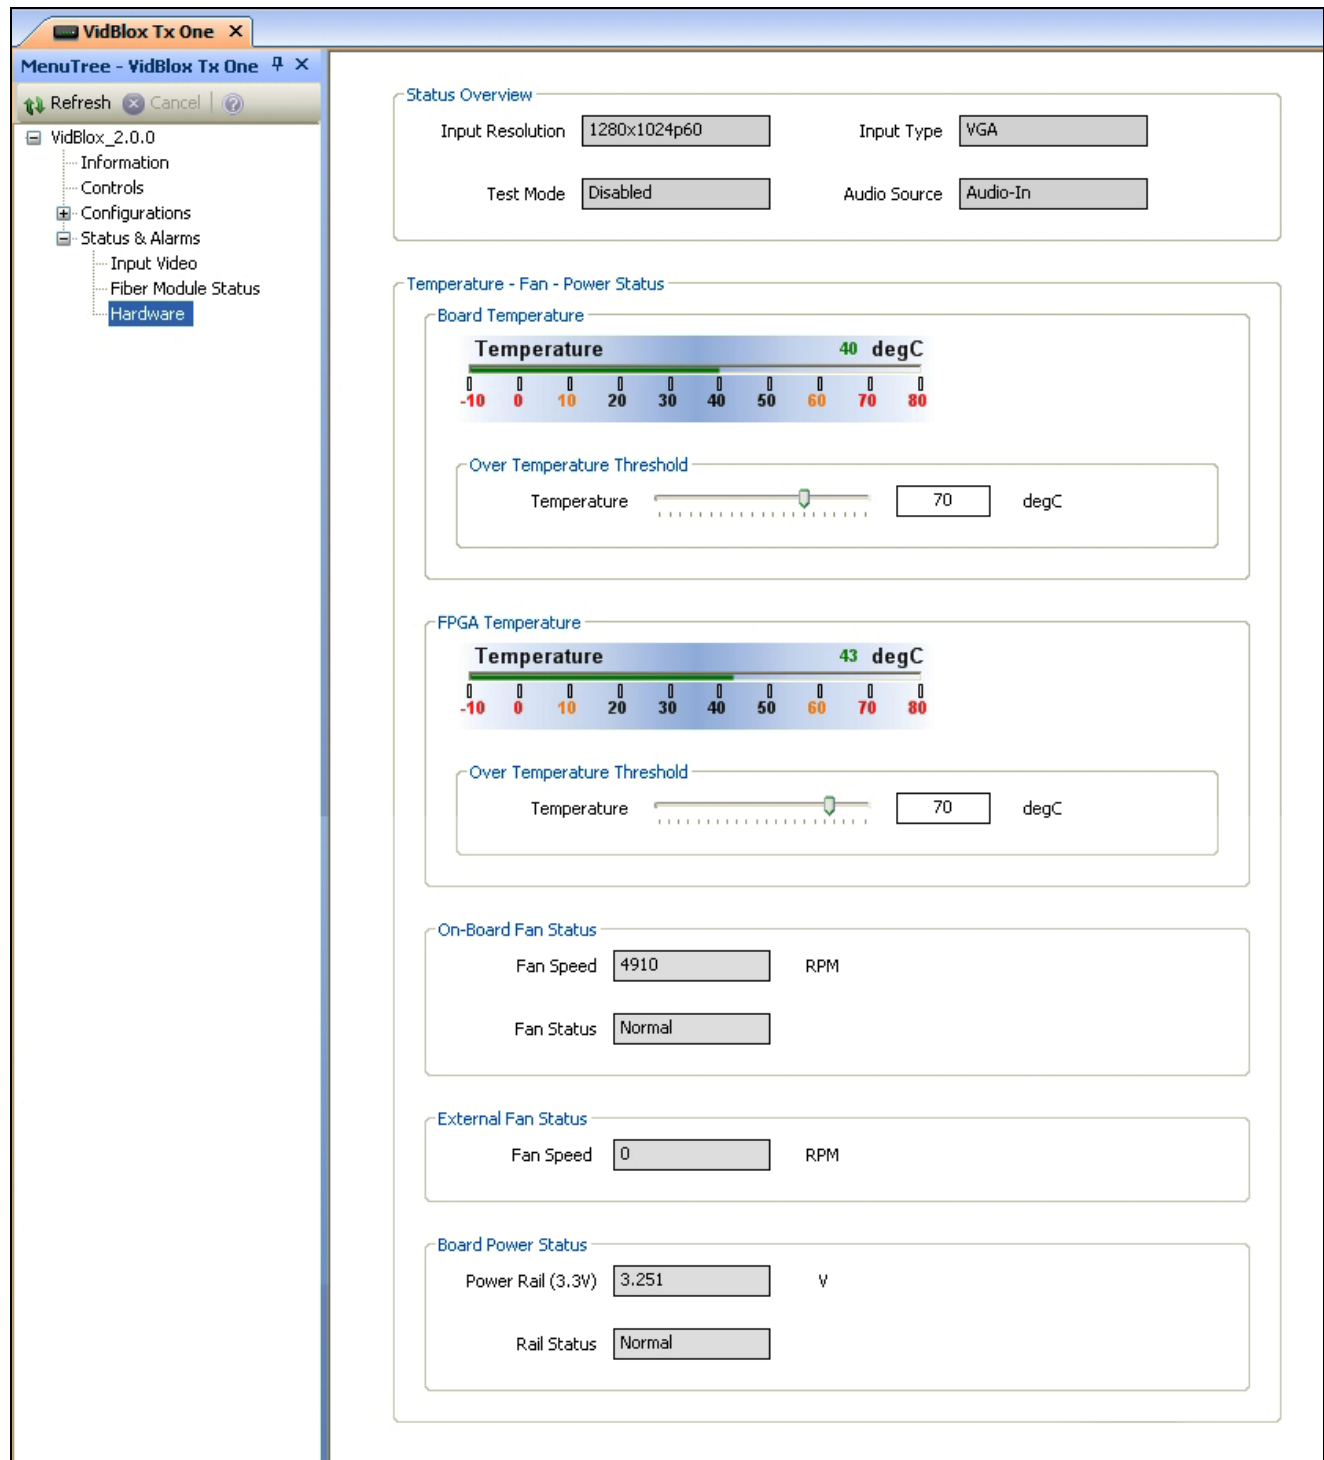 VidBlox Tx One X
MenuTree - VidBlox Tx One
Refresh Cancel
VidBlox_2.0.0
Information
Controls
Configurations
Status & Alarms
Input Video
Fiber Module Status
Hardware
Status Overview
Input Resolution 1280x1024p60 Input Type VGA
Test Mode Disabled Audio Source Audio-In
Temperature - Fan - Power Status
Board Temperature
Temperature 40 degC
-10 0 10 20 30 40 50 60 70 80
Over Temperature Threshold
Temperature 70 degC
FPGA Temperature
Temperature 43 degC
-10 0 10 20 30 40 50 60 70 80
Over Temperature Threshold
Temperature 70 degC
On-Board Fan Status
Fan Speed 4910 RPM
Fan Status Normal
External Fan Status
Fan Speed 0 RPM
Board Power Status
Power Rail (3.3V) 3.251 V
Rail Status Normal